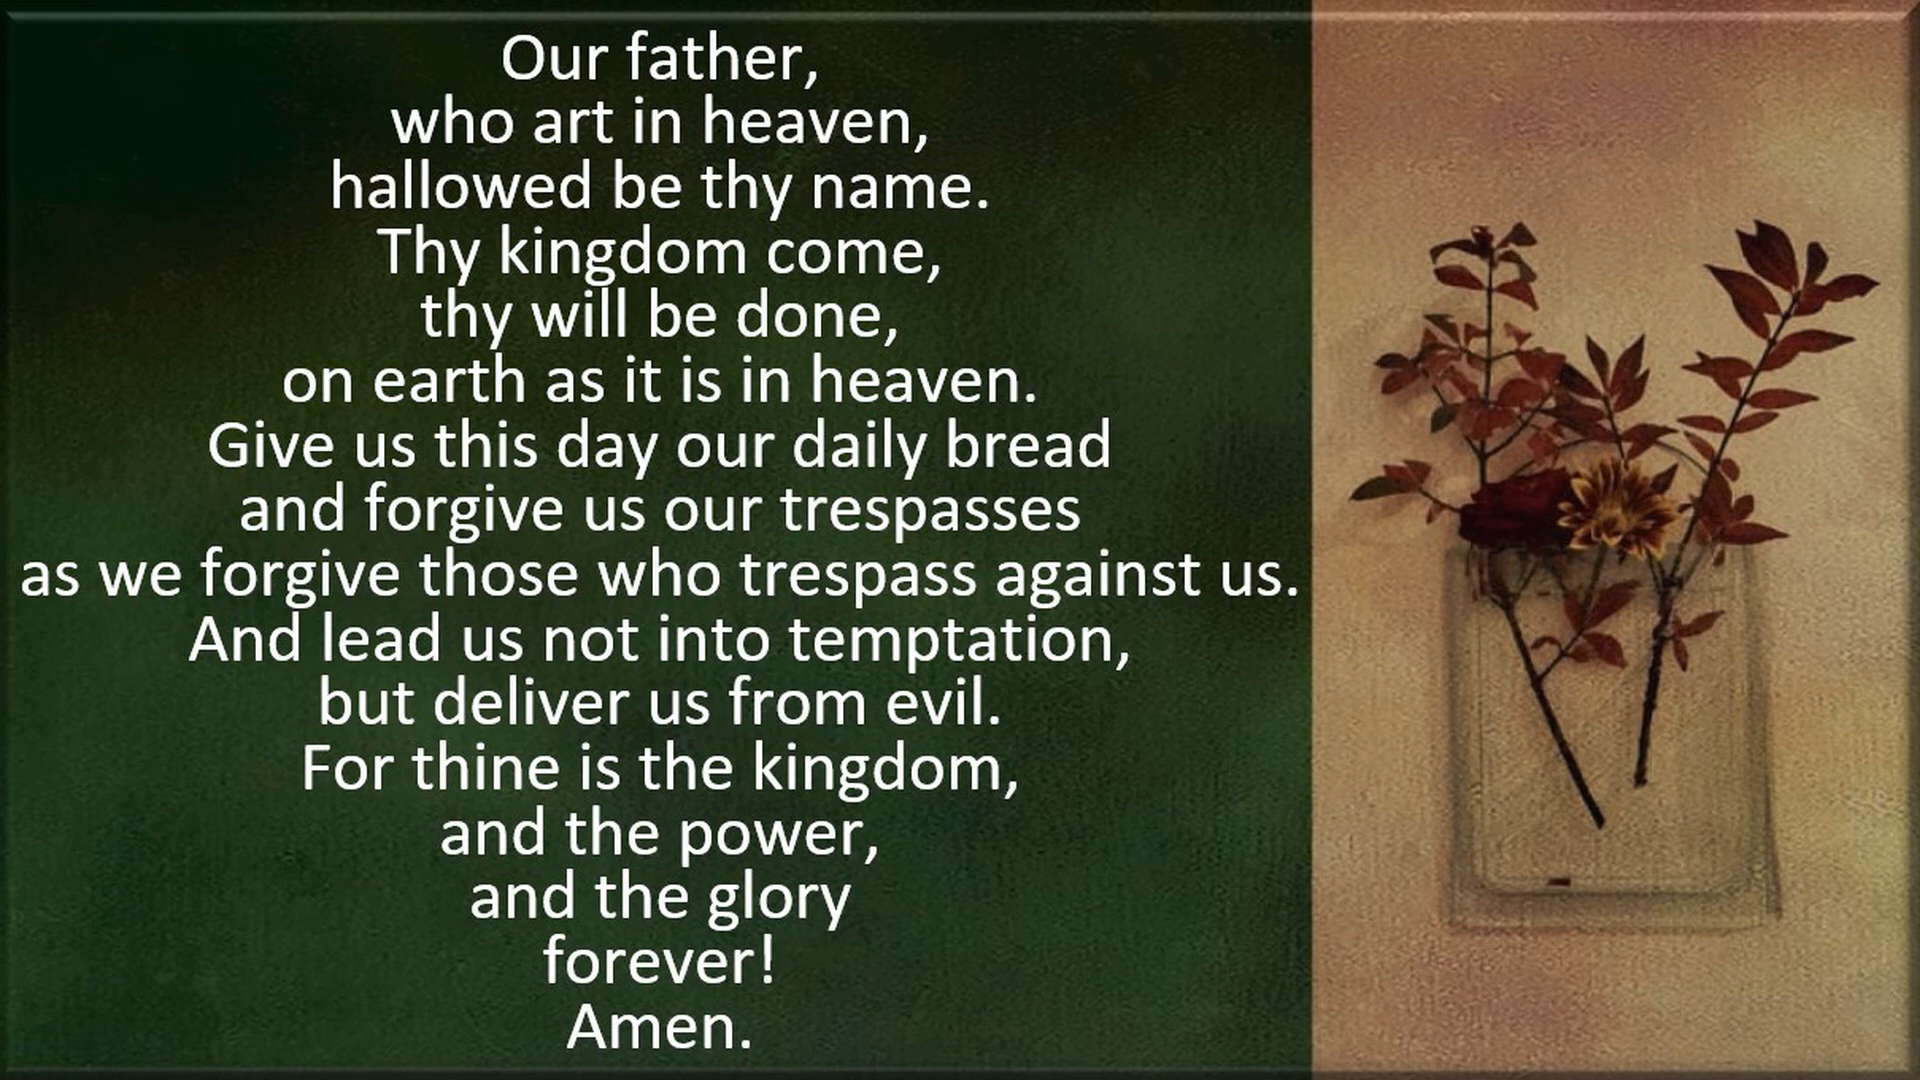 Our father,
who art in heaven,
hallowed be thy name.
Thy kingdom come,
thy will be done,
on earth as it is in heaven.
Give us this day our daily bread
and forgive us our trespasses
as we forgive those who trespass against us.
And lead us not into temptation,
but deliver us from evil.
For thine is the kingdom,
and the power,
and the glory
forever!
Amen.